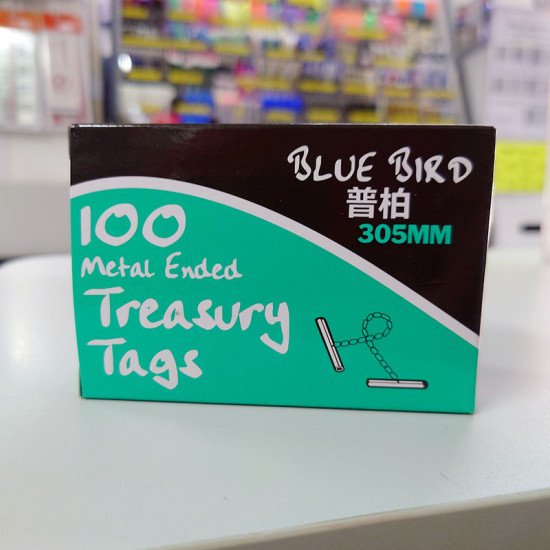 BLUE BIRD
普柏
305MM
100
Metal Ended
Treasury
Tags